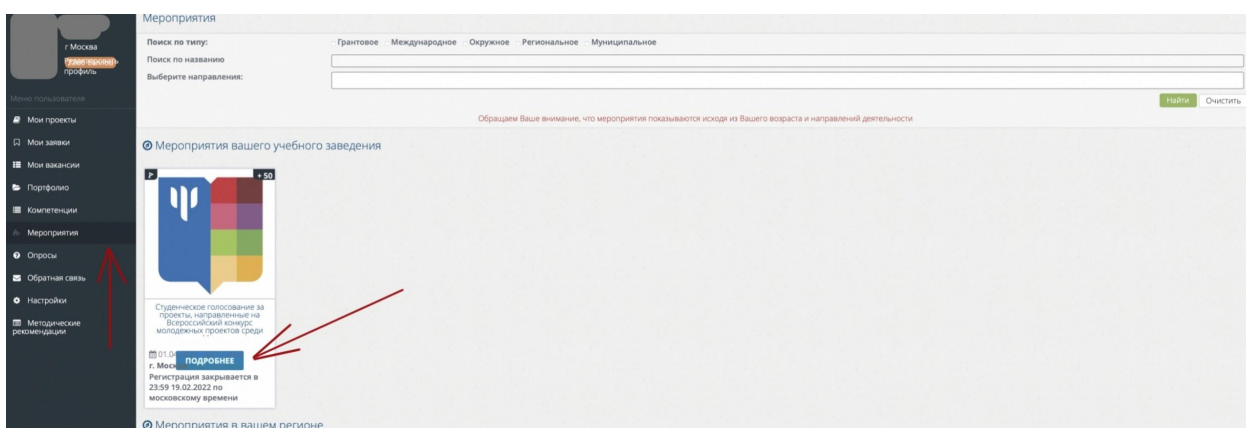 Мероприятия
г Москва
Редактировать
профиль
Меню пользователя
Мои проекты
Мои заявки
Мои вакансии
Портфолио
Компетенции
Мероприятия
Опросы
Обратная связь
Настройки
Методические
рекомендации
Поиск по типу:
Грантовое Международное Окружное Региональное Муниципальное
Поиск по названию
Выберите направления:
Найти Очистить
Обращаем Ваше внимание, что мероприятия показываются исходя из Вашего возраста и направлений деятельности
Мероприятия вашего учебного заведения
+ 50
Студенческое голосование за
проекты, направленные на
Всероссийский конкурс
молодежных проектов среди
01.04
ПОДРОБНЕЕ
г.
Регистрация закрывается в
23:59 19.02.2022 по
московскому времени
Мероприятия в вашем регионе